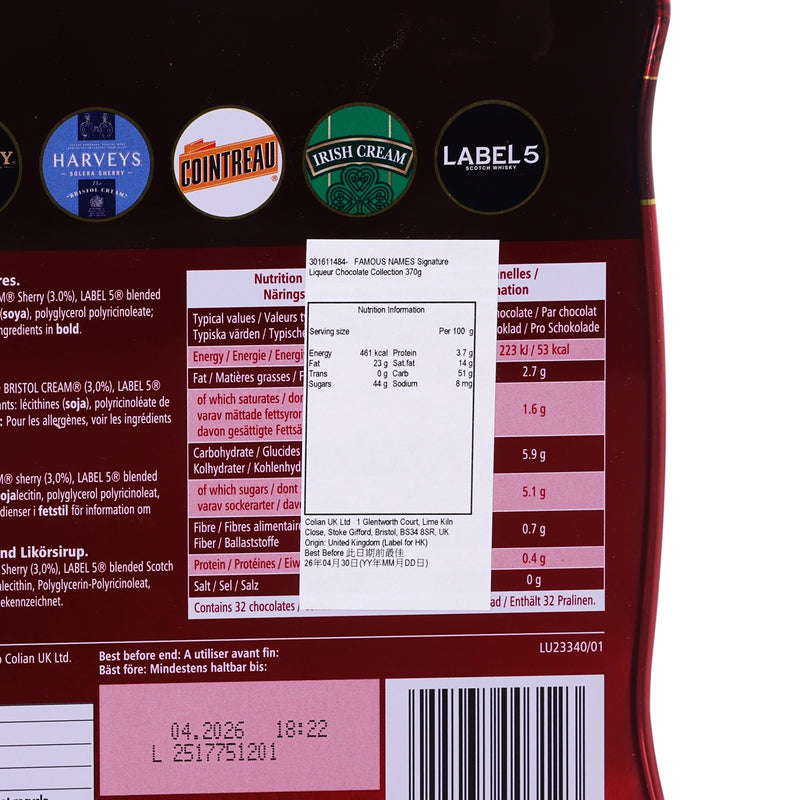 Y.
HARVEYS
SOLERA SHERRY
The
"BRISTOL CREAM"
COINTREAU
IRISH CREAM
LABEL 5
SCOTCH WHISKY
res.
M® Sherry (3.0%), LABEL 5® blended
(soya), polyglycerol polyricinoleate;
ngredients in bold.
BRISTOL CREAM® (3,0%), LABEL 5®
nts: lécithines (soja), polyricinoléate de
: Pour les allergènes, voir les ingrédients
M® sherry (3,0%), LABEL 5® blended
ojalecitin, polyglycerol polyricinoleat,
dienser i fetstil för information om
nd Likörsirup.
Sherry (3,0%), LABEL 5® blended Scotch
alecithin, Polyglycerin-Polyricinoleat,
ekennzeichnet.
Nutrition
Närings
nnelles /
nation
Typical values / Valeurs t
Typiska värden / Typische
hocolate / Par chocolat
oklad / Pro Schokolade
Energy / Energie / Energi
223 kJ / 53 kcal
Fat / Matières grasses / F
2.7 g
of which saturates / dor
varav mättade fettsyror
davon gesättigte Fettsä
1.6 g
Carbohydrate / Glucides
Kolhydrater / Kohlenhyd
5.9 g
of which sugars / dont
varav sockerarter / dav
5.1 g
Fibre / Fibres alimentair
Fiber / Ballaststoffe
0.7 g
Protein / Protéines / Eiw
0.4 g
Salt / Sel / Salz
0 g
Contains 32 chocolates /
ad / Enthält 32 Pralinen.
301611484- FAMOUS NAMES Signature
Liqueur Chocolate Collection 370g
Nutrition Information
Serving size Per 100 g
Energy 461 kcal Protein 3.7 g
Fat 23 g Sat.fat 14 g
Trans 0 g Carb 51 g
Sugars 44 g Sodium 8 mg
Colian UK Ltd 1 Glentworth Court, Lime Kiln
Close, Stoke Gifford, Bristol, BS34 8SR, UK
Origin: United Kingdom (Label for HK)
Best Before 此日期前最佳
26年04月30日(YY年MM月DD日)
LU23340/01
Colian UK Ltd.
Best before end: A utiliser avant fin:
Bäst före: Mindestens haltbar bis:
04.2026 18:22
L 2517751201